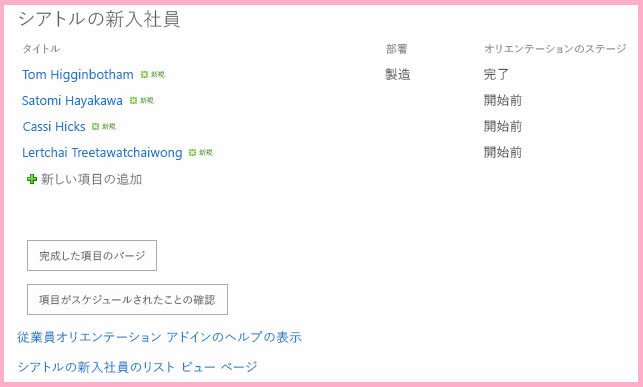 シアトルの新入社員
タイトル 部署 オリエンテーションのステージ
Tom Higginbotham 新規 製造 完了
Satomi Hayakawa 新規 開始前
Cassi Hicks 新規 開始前
Lertchai Treetawatchaiwong 新規 開始前
新しい項目の追加
完成した項目のパージ
項目がスケジュールされたことの確認
従業員オリエンテーション アドインのヘルプの表示
シアトルの新入社員のリスト ビュー ページ